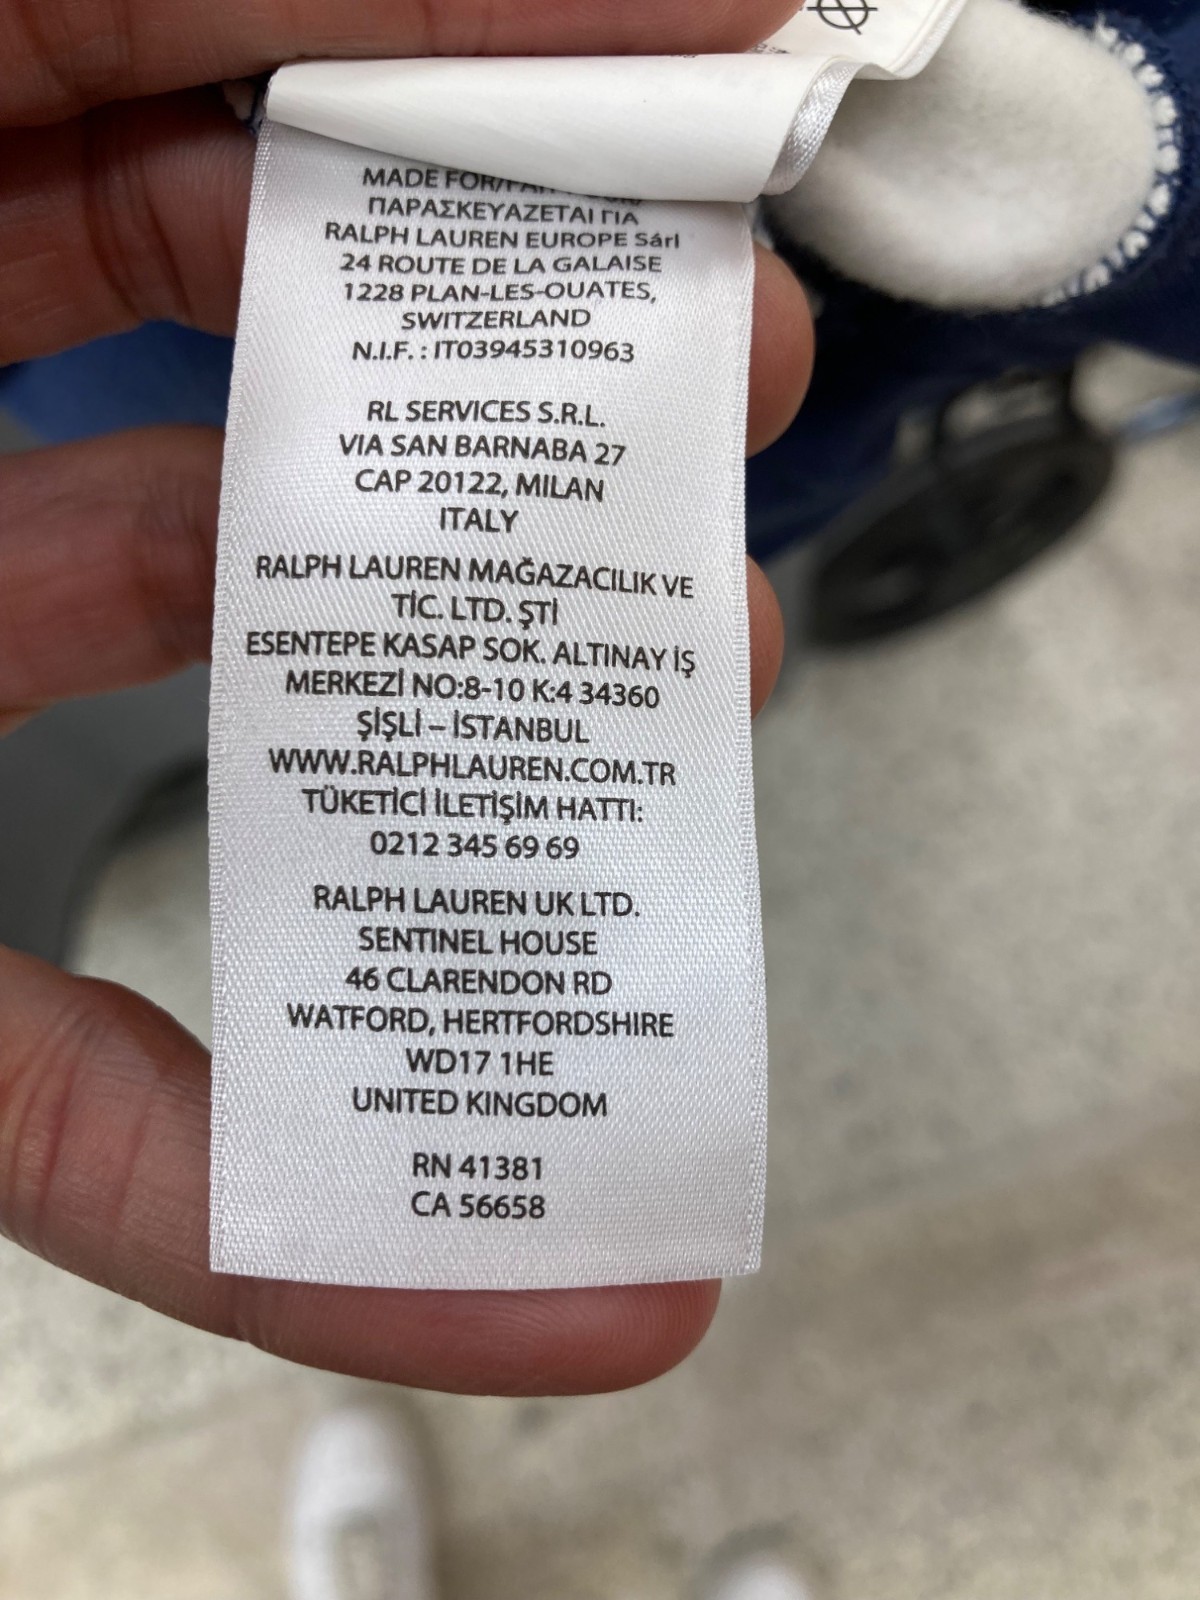 MADE FOR/
ΠΑΡΑΣΚΕΥΑΖΕΤΑΙ ΓΙΑ
RALPH LAUREN EUROPE Sárl
24 ROUTE DE LA GALAISE
1228 PLAN-LES-OUATES,
SWITZERLAND
N.I.F. : IT03945310963
RL SERVICES S.R.L.
VIA SAN BARNABA 27
CAP 20122, MILAN
ITALY
RALPH LAUREN MAĞAZACILIK VE
TİC. LTD. ŞTİ
ESENTEPE KASAP SOK. ALTINAY İŞ
MERKEZİ NO:8-10 K:4 34360
ŞİŞLİ – İSTANBUL
WWW.RALPHLAUREN.COM.TR
TÜKETİCİ İLETİŞİM HATTI:
0212 345 69 69
RALPH LAUREN UK LTD.
SENTINEL HOUSE
46 CLARENDON RD
WATFORD, HERTFORDSHIRE
WD17 1HE
UNITED KINGDOM
RN 41381
CA 56658